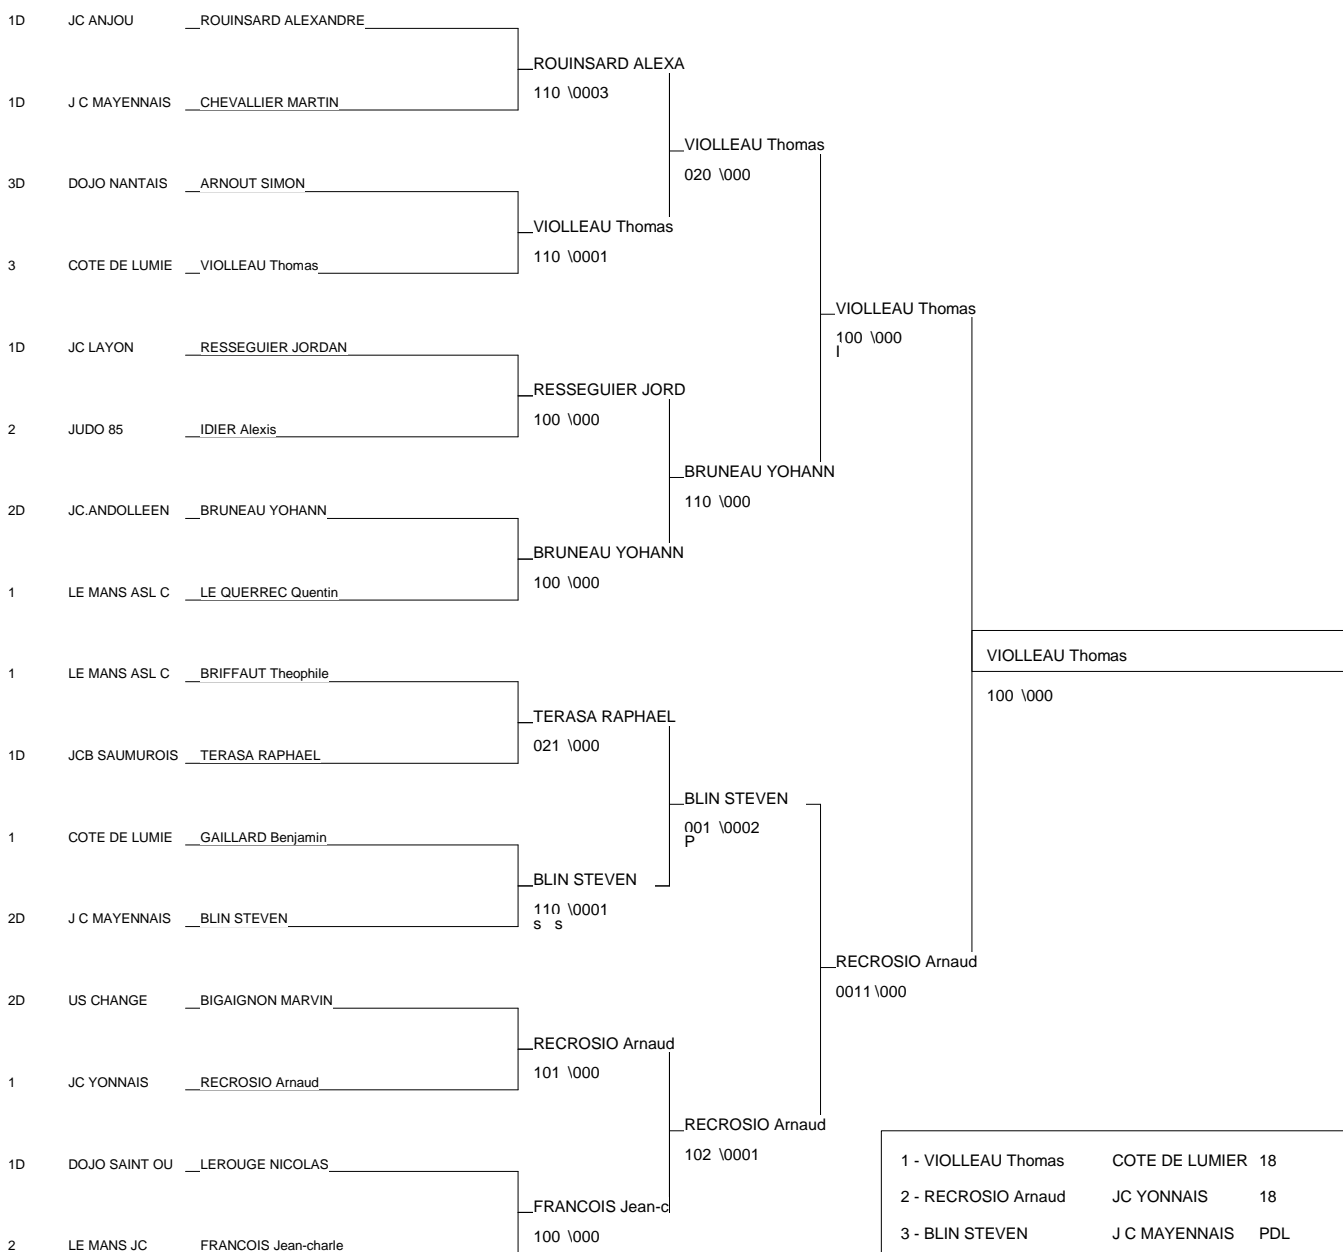 1D JC ANJOU ROUINSARD ALEXANDRE
ROUINSARD ALEXA
110 \0003
1D J C MAYENNAIS CHEVALLIER MARTIN
VIOLLEAU Thomas
020 \000
3D DOJO NANTAIS ARNOUT SIMON
VIOLLEAU Thomas
110 \0001
3 COTE DE LUMIE VIOLLEAU Thomas
VIOLLEAU Thomas
100 \000
I
1D JC LAYON RESSEGUIER JORDAN
RESSEGUIER JORD
100 \000
2 JUDO 85 IDIER Alexis
BRUNEAU YOHANN
110 \000
2D JC.ANDOLLEEN BRUNEAU YOHANN
BRUNEAU YOHANN
100 \000
1 LE MANS ASL C LE QUERREC Quentin
VIOLLEAU Thomas
100 \000
1 LE MANS ASL C BRIFFAUT Theophile
TERASA RAPHAEL
021 \000
1D JCB SAUMUROIS TERASA RAPHAEL
BLIN STEVEN
001 \0002
P
1 COTE DE LUMIE GAILLARD Benjamin
BLIN STEVEN
110 \0001
s s
2D J C MAYENNAIS BLIN STEVEN
RECROSIO Arnaud
0011 \000
2D US CHANGE BIGAIGNON MARVIN
RECROSIO Arnaud
101 \000
1 JC YONNAIS RECROSIO Arnaud
RECROSIO Arnaud
102 \0001
1D DOJO SAINT OU LEROUGE NICOLAS
FRANCOIS Jean-c
100 \000
2 LE MANS JC FRANCOIS Jean-charle
1 - VIOLLEAU Thomas COTE DE LUMIER 18
2 - RECROSIO Arnaud JC YONNAIS 18
3 - BLIN STEVEN J C MAYENNAIS PDL